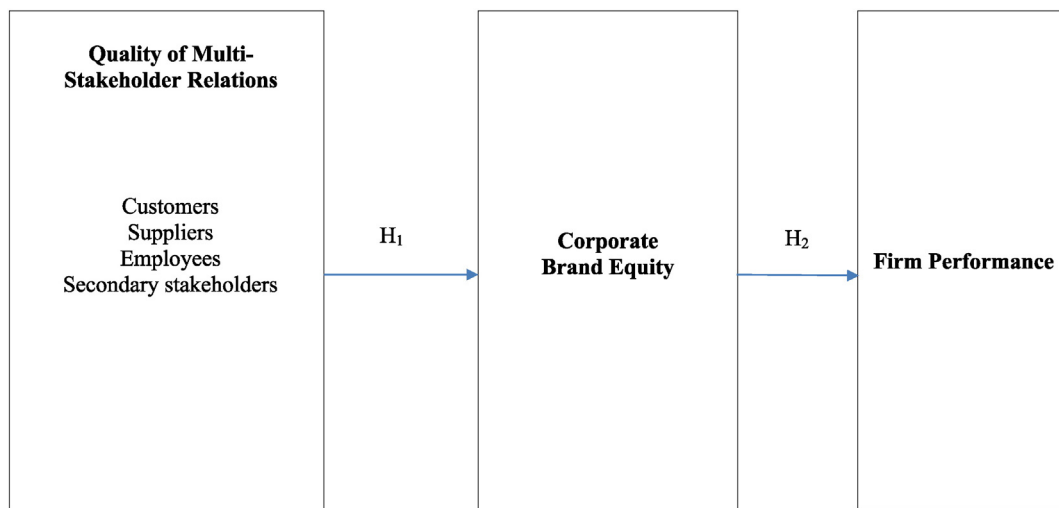 Quality of Multi-
Stakeholder Relations
Customers
Suppliers
Employees
Secondary stakeholders
H₁
Corporate
Brand Equity
H₂
Firm Performance